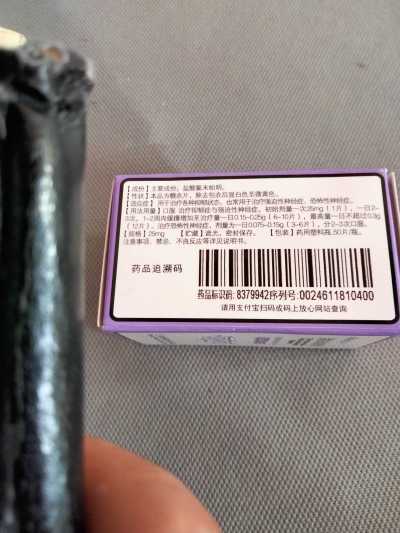 【成份】主要成份：盐酸氯米帕明。
【性状】本品为糖衣片，除去包衣后显白色至微黄色。
【适应症】用于治疗各种抑郁状态。也常用于治疗强迫性神经症、恐怖性神经症。
【用法用量】口服 治疗抑郁症与强迫性神经症，初始剂量一次25mg（1片），一日2-
3次，1-2周内缓慢增加至治疗量一日0.15-0.25g（6-10片），最高量一日不超过0.3g
（12片），治疗恐怖性神经症，剂量为一日0.075-0.15g（3-6片），分2-3次口服。
【规格】25mg 【贮藏】遮光，密封保存。 【包装】药用塑料瓶,50片/瓶。
注意事项、禁忌、不良反应等详见说明书。
药品追溯码
药品标识码: 8379942序列号:0024611810400
请用支付宝扫码或码上放心网站查询